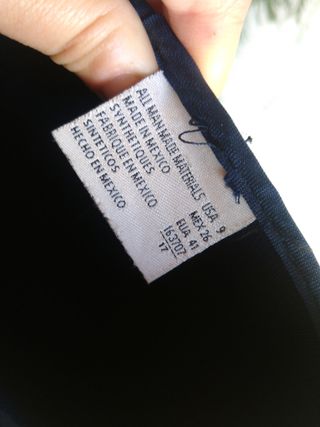 ALL MAN MADE MATERIALS
MADE IN MEXICO
SYNTHETIQUES
FABRIQUE EN MEXICO
SINTETICOS
HECHO EN MEXICO
USA 9
MEX 26
EUA 41
163707
17